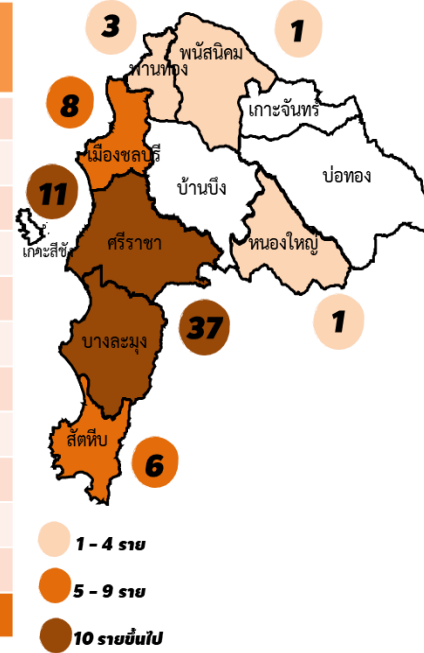 3
1
พนัสนิคม
พานทอง
8
เกาะจันทร์
เมืองชลบุรี
บ่อทอง
11
บ้านบึง
เกาะสีชัง
ศรีราชา
หนองใหญ่
37
1
บางละมุง
สัตหีบ
6
1 - 4 ราย
5 - 9 ราย
10 รายขึ้นไป